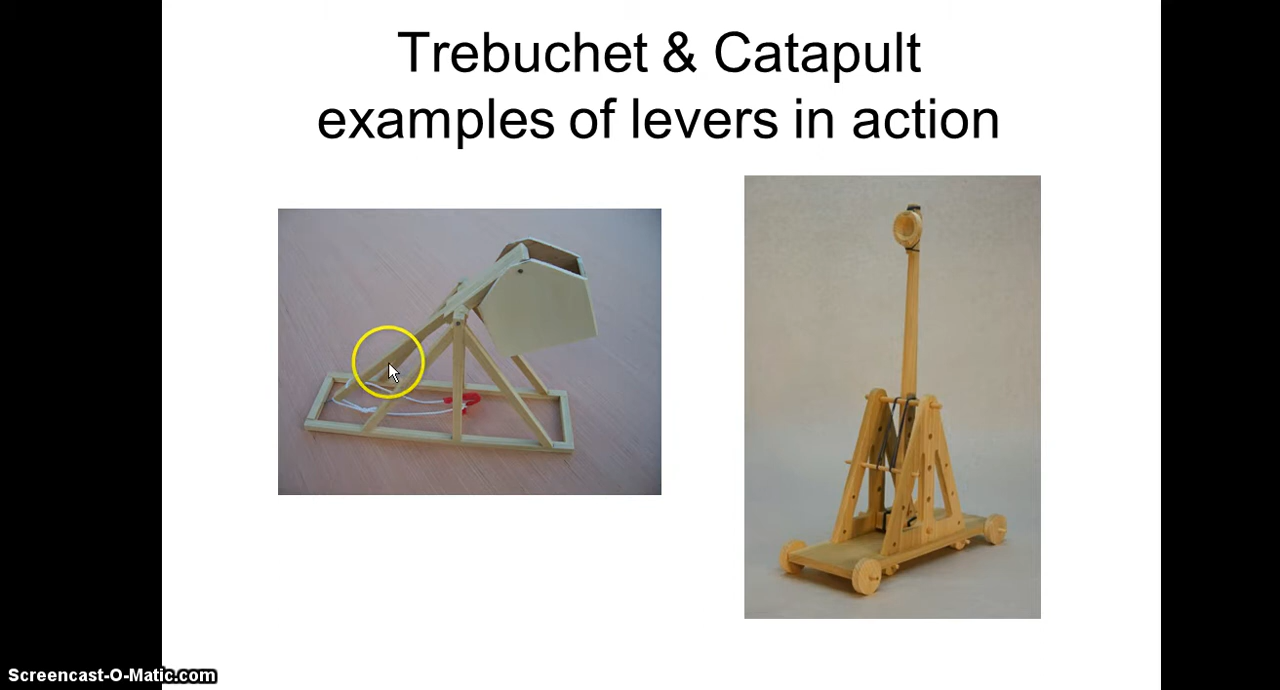 Trebuchet & Catapult
examples of levers in action
Screencast-O-Matic.com